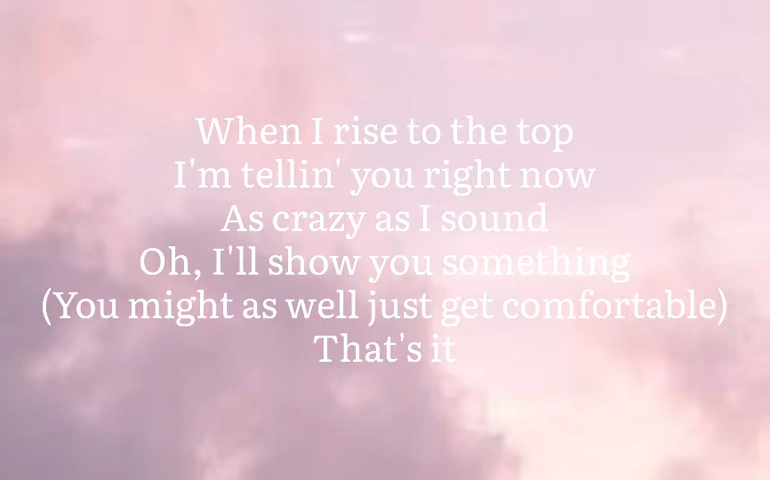 When I rise to the top
I'm tellin' you right now
As crazy as I sound
Oh, I'll show you something
(You might as well just get comfortable)
That's it